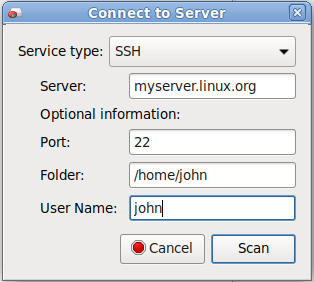 Connect to Server
Service type: SSH
Server: myserver.linux.org
Optional information:
Port: 22
Folder: /home/john
User Name: john
Cancel Scan